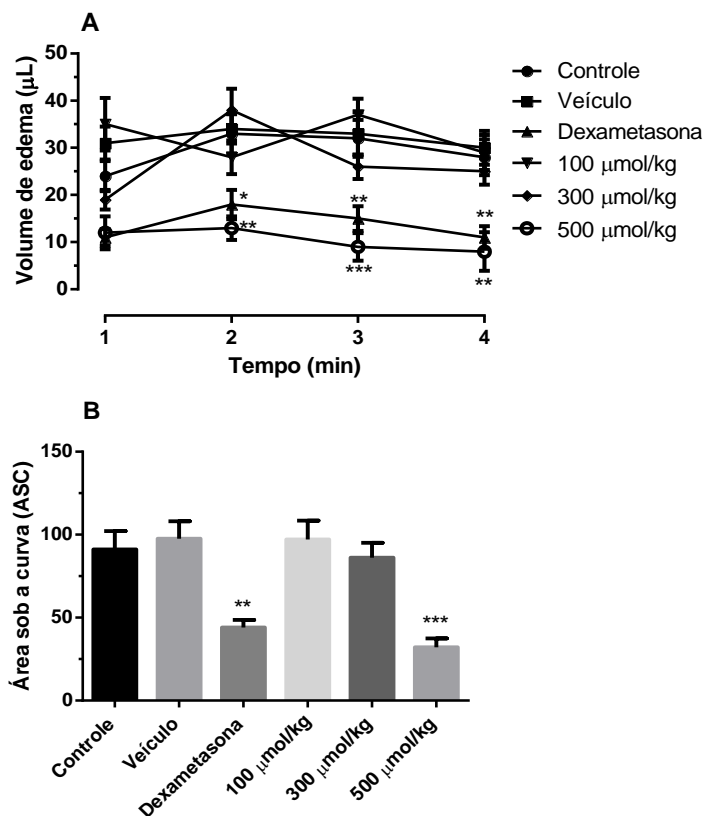 A
Volume de edema (μL)
50
40
30
20
10
0
*
**
**
***
**
**
1 2 3 4
Tempo (min)
Controle
Veículo
Dexametasona
100 μmol/kg
300 μmol/kg
500 μmol/kg
B
Área sob a curva (ASC)
150
100
50
0
**
***
Controle
Veículo
Dexametasona
100 μmol/kg
300 μmol/kg
500 μmol/kg